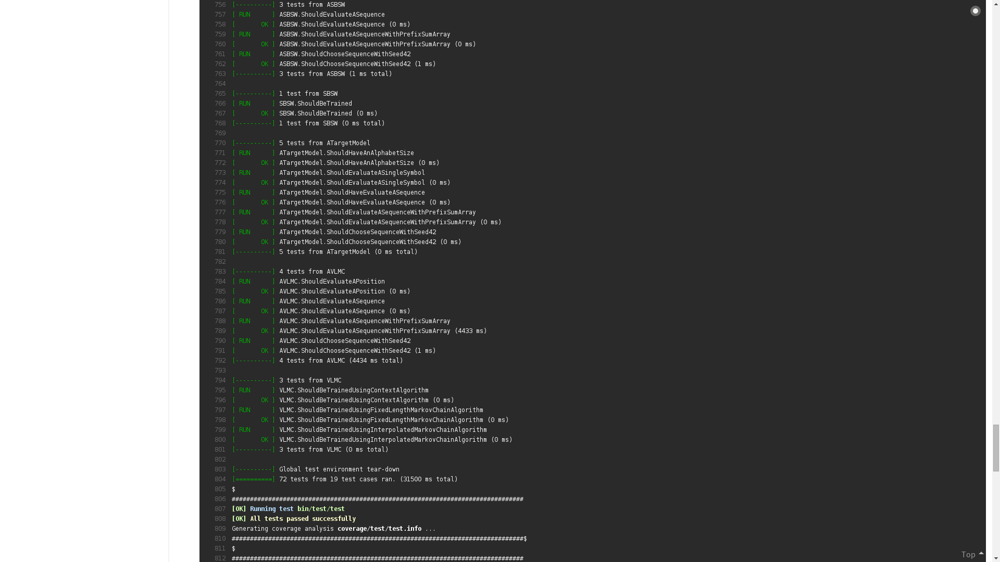 756 [----------] 3 tests from ASBSW
757 [ RUN      ] ASBSW.ShouldEvaluateASequence
758 [       OK ] ASBSW.ShouldEvaluateASequence (0 ms)
759 [ RUN      ] ASBSW.ShouldEvaluateASequenceWithPrefixSumArray
760 [       OK ] ASBSW.ShouldEvaluateASequenceWithPrefixSumArray (0 ms)
761 [ RUN      ] ASBSW.ShouldChooseSequenceWithSeed42
762 [       OK ] ASBSW.ShouldChooseSequenceWithSeed42 (1 ms)
763 [----------] 3 tests from ASBSW (1 ms total)
764
765 [----------] 1 test from SBSW
766 [ RUN      ] SBSW.ShouldBeTrained
767 [       OK ] SBSW.ShouldBeTrained (0 ms)
768 [----------] 1 test from SBSW (0 ms total)
769
770 [----------] 5 tests from ATargetModel
771 [ RUN      ] ATargetModel.ShouldHaveAnAlphabetSize
772 [       OK ] ATargetModel.ShouldHaveAnAlphabetSize (0 ms)
773 [ RUN      ] ATargetModel.ShouldEvaluateASingleSymbol
774 [       OK ] ATargetModel.ShouldEvaluateASingleSymbol (0 ms)
775 [ RUN      ] ATargetModel.ShouldHaveEvaluateASequence
776 [       OK ] ATargetModel.ShouldHaveEvaluateASequence (0 ms)
777 [ RUN      ] ATargetModel.ShouldEvaluateASequenceWithPrefixSumArray
778 [       OK ] ATargetModel.ShouldEvaluateASequenceWithPrefixSumArray (0 ms)
779 [ RUN      ] ATargetModel.ShouldChooseSequenceWithSeed42
780 [       OK ] ATargetModel.ShouldChooseSequenceWithSeed42 (0 ms)
781 [----------] 5 tests from ATargetModel (0 ms total)
782
783 [----------] 4 tests from AVLMC
784 [ RUN      ] AVLMC.ShouldEvaluateAPosition
785 [       OK ] AVLMC.ShouldEvaluateAPosition (0 ms)
786 [ RUN      ] AVLMC.ShouldEvaluateASequence
787 [       OK ] AVLMC.ShouldEvaluateASequence (0 ms)
788 [ RUN      ] AVLMC.ShouldEvaluateASequenceWithPrefixSumArray
789 [       OK ] AVLMC.ShouldEvaluateASequenceWithPrefixSumArray (4433 ms)
790 [ RUN      ] AVLMC.ShouldChooseSequenceWithSeed42
791 [       OK ] AVLMC.ShouldChooseSequenceWithSeed42 (1 ms)
792 [----------] 4 tests from AVLMC (4434 ms total)
793
794 [----------] 3 tests from VLMC
795 [ RUN      ] VLMC.ShouldBeTrainedUsingContextAlgorithm
796 [       OK ] VLMC.ShouldBeTrainedUsingContextAlgorithm (0 ms)
797 [ RUN      ] VLMC.ShouldBeTrainedUsingFixedLengthMarkovChainAlgorithm
798 [       OK ] VLMC.ShouldBeTrainedUsingFixedLengthMarkovChainAlgorithm (0 ms)
799 [ RUN      ] VLMC.ShouldBeTrainedUsingInterpolatedMarkovChainAlgorithm
800 [       OK ] VLMC.ShouldBeTrainedUsingInterpolatedMarkovChainAlgorithm (0 ms)
801 [----------] 3 tests from VLMC (0 ms total)
802
803 [----------] Global test environment tear-down
804 [==========] 72 tests from 19 test cases ran. (31500 ms total)
805 $
806 ################################################################################
807 [OK] Running test bin/test/test
808 [OK] All tests passed successfully
809 Generating coverage analysis coverage/test/test.info ...
810 ################################################################################$
811 $
812 ################################################################################
Top